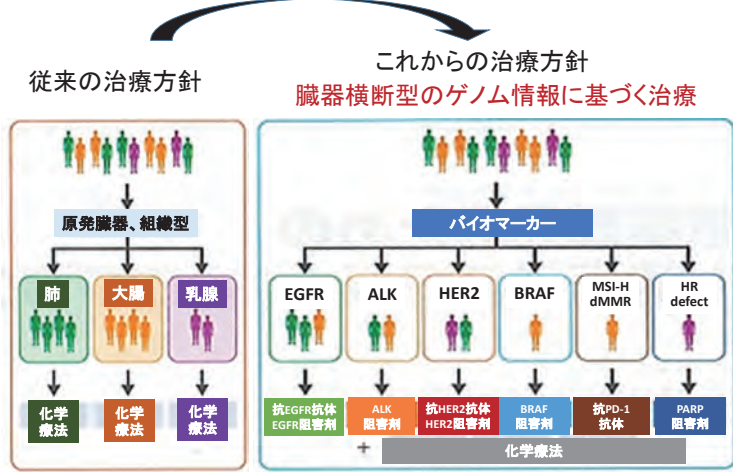 従来の治療方針
これからの治療方針
臓器横断型のゲノム情報に基づく治療
原発臓器、組織型
肺
大腸
乳腺
化学
療法
化学
療法
化学
療法
バイオマーカー
EGFR
ALK
HER2
BRAF
MSI-H
dMMR
HR
defect
抗EGFR抗体
EGFR阻害剤
ALK
阻害剤
抗HER2抗体
HER2阻害剤
BRAF
阻害剤
抗PD-1
抗体
PARP
阻害剤
+
化学療法